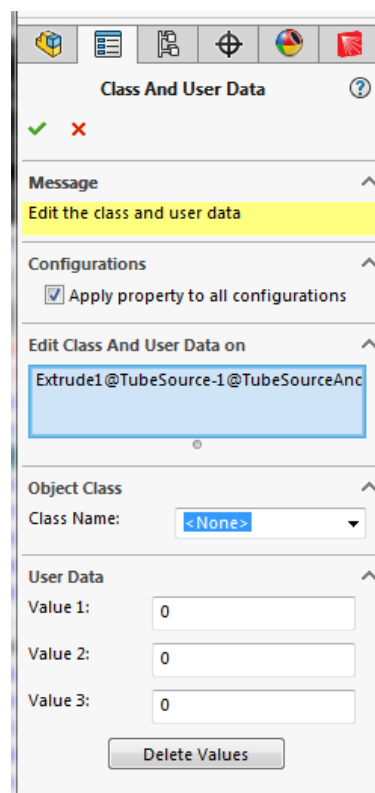 Class And User Data
Message
Edit the class and user data
Configurations
Apply property to all configurations
Edit Class And User Data on
Extrude1@TubeSource-1@TubeSourceAnc
Object Class
Class Name: <None>
User Data
Value 1: 0
Value 2: 0
Value 3: 0
Delete Values